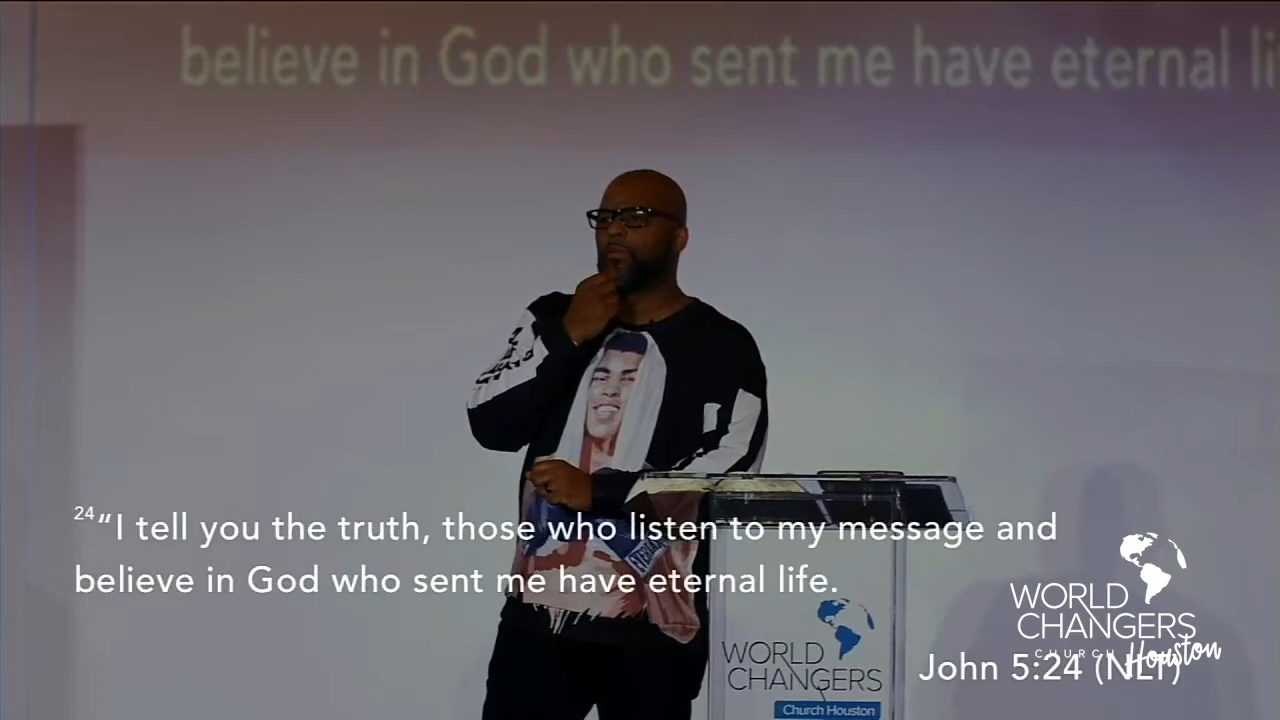 believe in God who sent me have eternal li
24 "I tell you the truth, those who listen to my message and
believe in God who sent me have eternal life.
John 5:24 (NLT)
WORLD
CHANGERS
CHURCH Houston
WORLD
CHANGERS
Church Houston